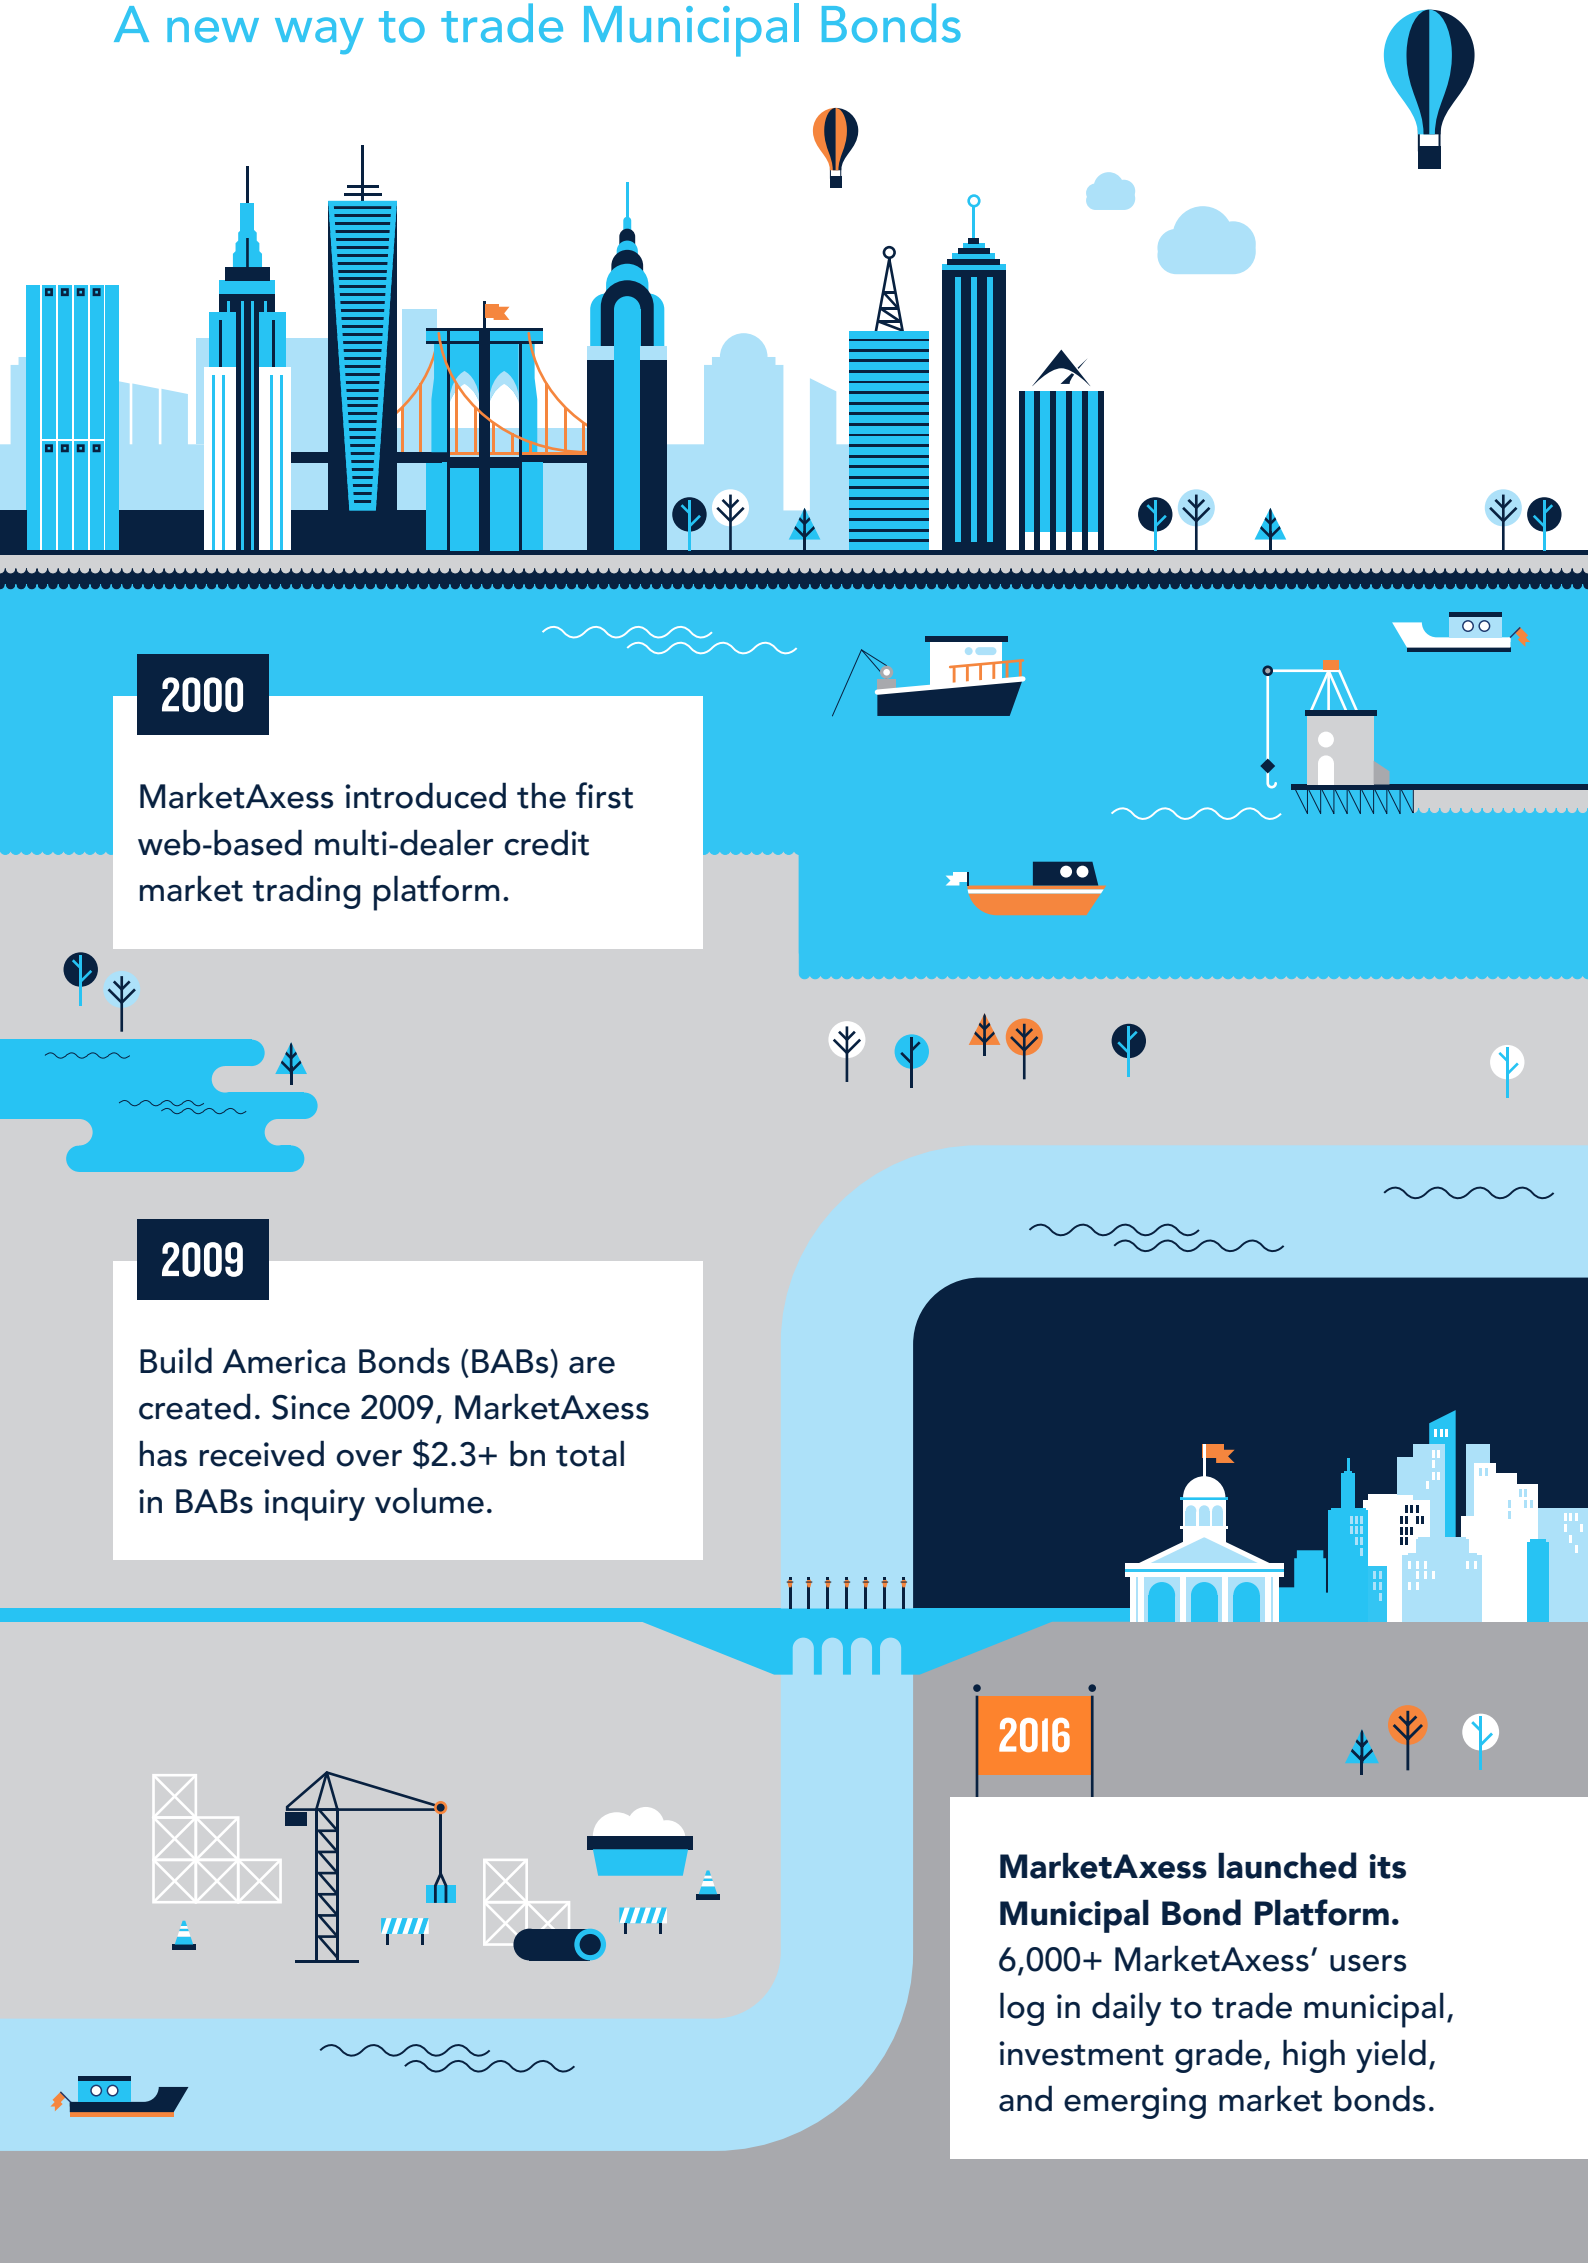 A new way to trade Municipal Bonds
2000
MarketAxess introduced the first
web-based multi-dealer credit
market trading platform.
2009
Build America Bonds (BABs) are
created. Since 2009, MarketAxess
has received over $2.3+ bn total
in BABs inquiry volume.
2016
MarketAxess launched its
Municipal Bond Platform.
6,000+ MarketAxess’ users
log in daily to trade municipal,
investment grade, high yield,
and emerging market bonds.